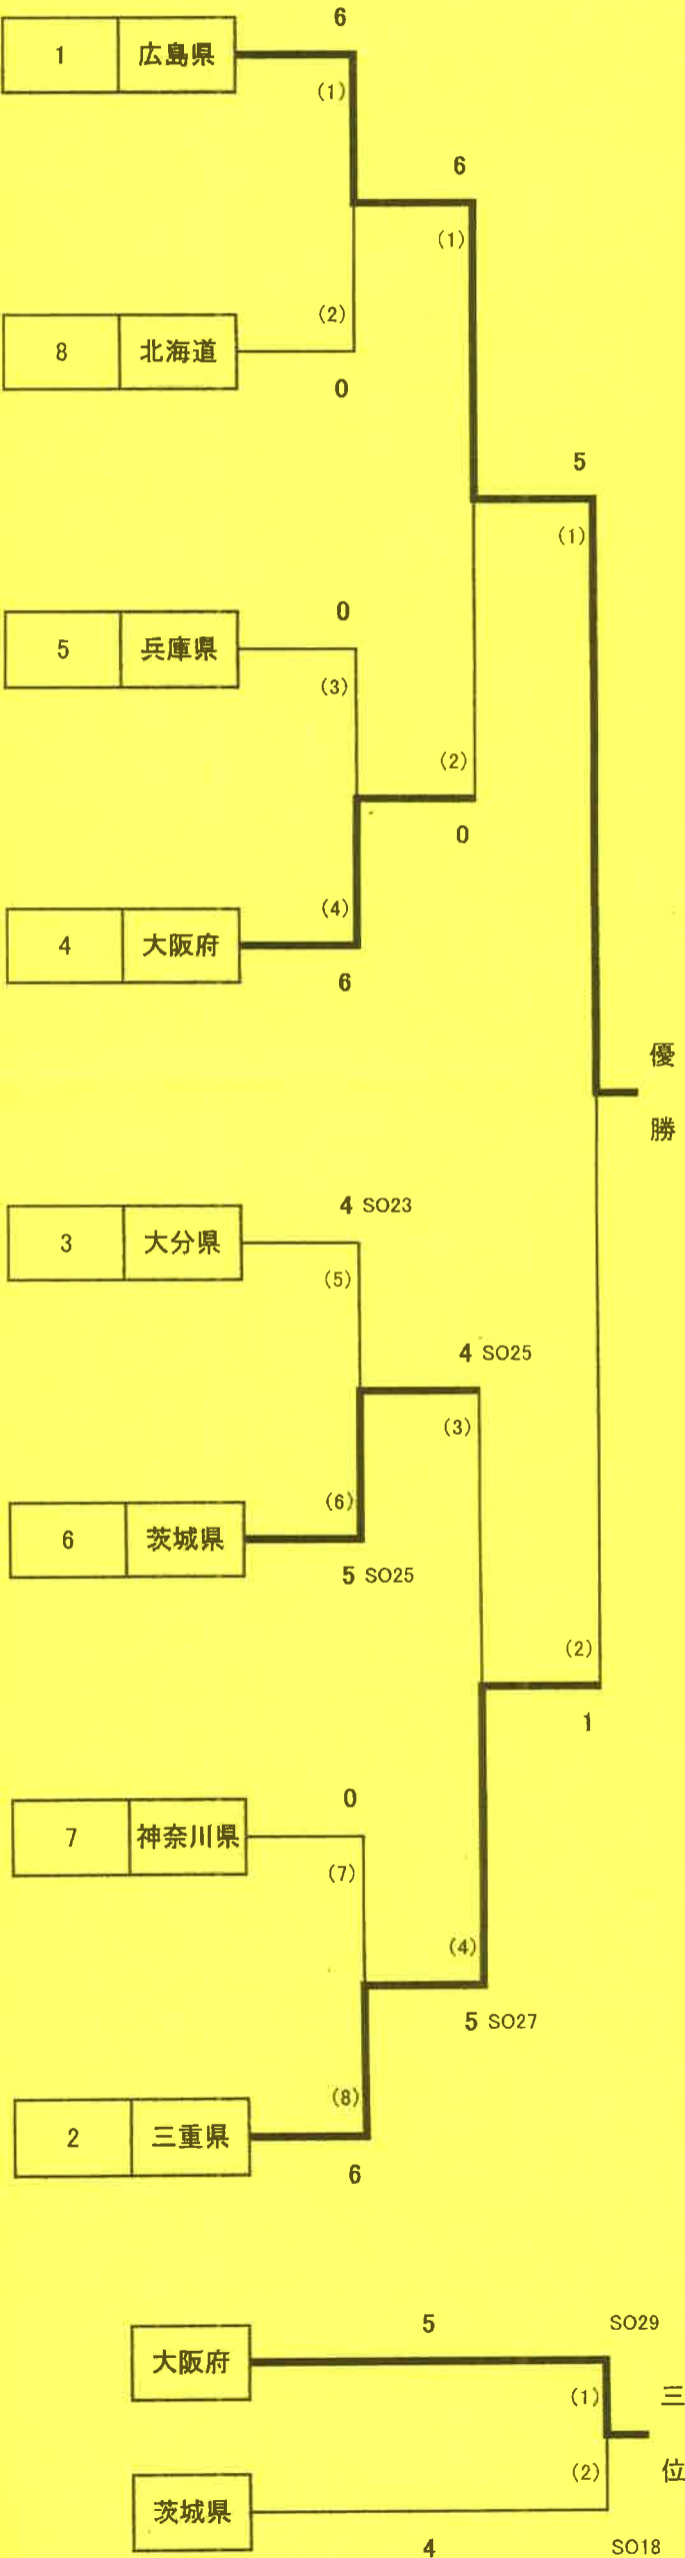 6
1 広島県
(1)
6
(1)
(2)
8 北海道
0
5
(1)
0
5 兵庫県
(3)
(2)
0
(4)
4 大阪府
6
優
勝
4 SO23
3 大分県
(5)
4 SO25
(3)
(6)
6 茨城県
5 SO25
(2)
1
0
7 神奈川県
(7)
(4)
5 SO27
(8)
2 三重県
6
5 SO29
大阪府
(1)
三
位
(2)
茨城県
4 SO18